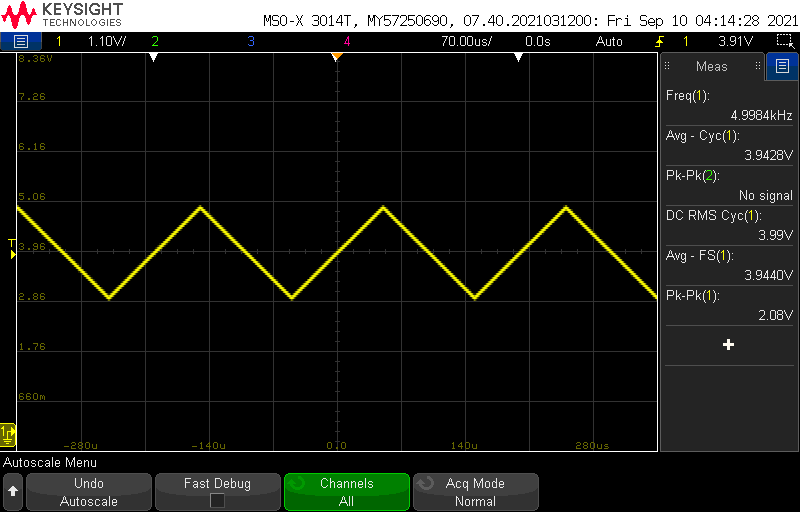 KEYSIGHT
TECHNOLOGIES
MSO-X 3014T, MY57250690, 07.40.2021031200: Fri Sep 10 04:14:28 2021
1 1.10V/ 2 3 4 70.00us/ 0.0s Auto 1 3.91V
8.36V
7.26
6.16
5.06
3.96
2.86
1.76
660m
T
1
-280u -140u 0.0 140u 280us
Meas
Freq(1):
4.9984kHz
Avg - Cyc(1):
3.9428V
Pk-Pk(2):
No signal
DC RMS Cyc(1):
3.99V
Avg - FS(1):
3.9440V
Pk-Pk(1):
2.08V
Autoscale Menu
Undo
Autoscale
Fast Debug
Channels
All
Acq Mode
Normal